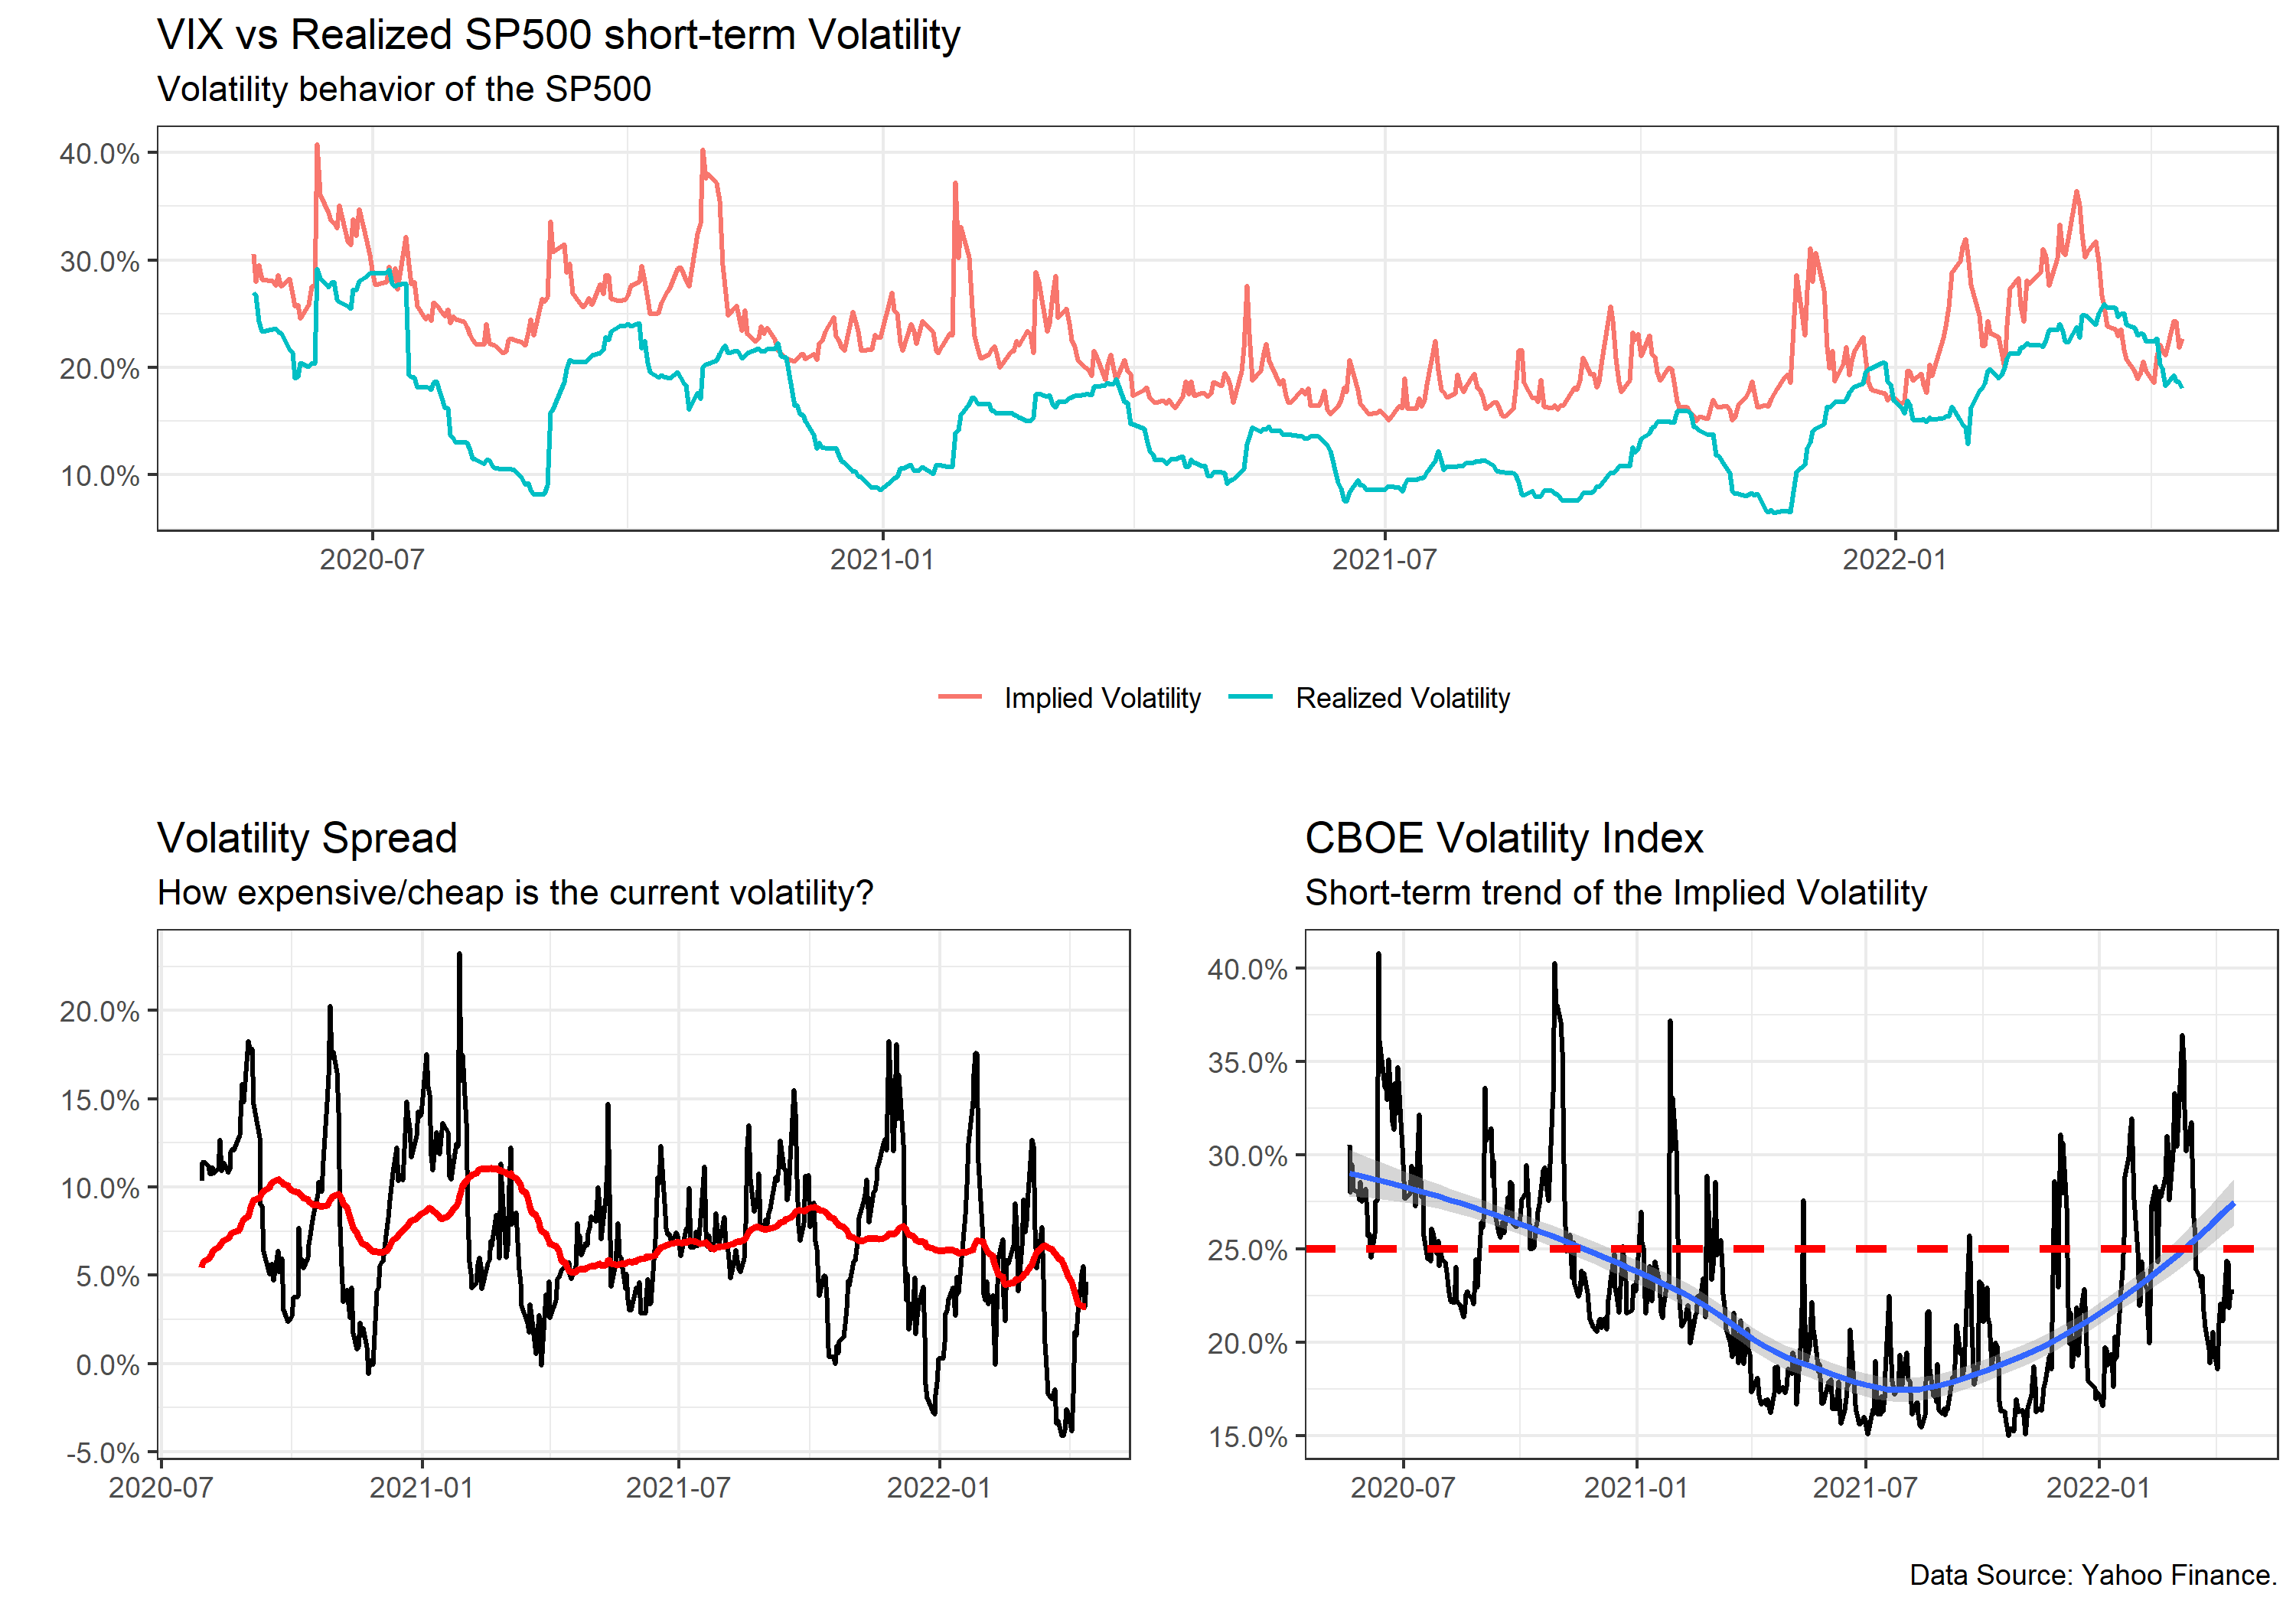 VIX vs Realized SP500 short-term Volatility
Volatility behavior of the SP500
40.0%
30.0%
20.0%
10.0%
2020-07 2021-01 2021-07 2022-01
Implied Volatility Realized Volatility
Volatility Spread
How expensive/cheap is the current volatility?
20.0%
15.0%
10.0%
5.0%
0.0%
-5.0%
2020-07 2021-01 2021-07 2022-01
CBOE Volatility Index
Short-term trend of the Implied Volatility
40.0%
35.0%
30.0%
25.0%
20.0%
15.0%
2020-07 2021-01 2021-07 2022-01
Data Source: Yahoo Finance.